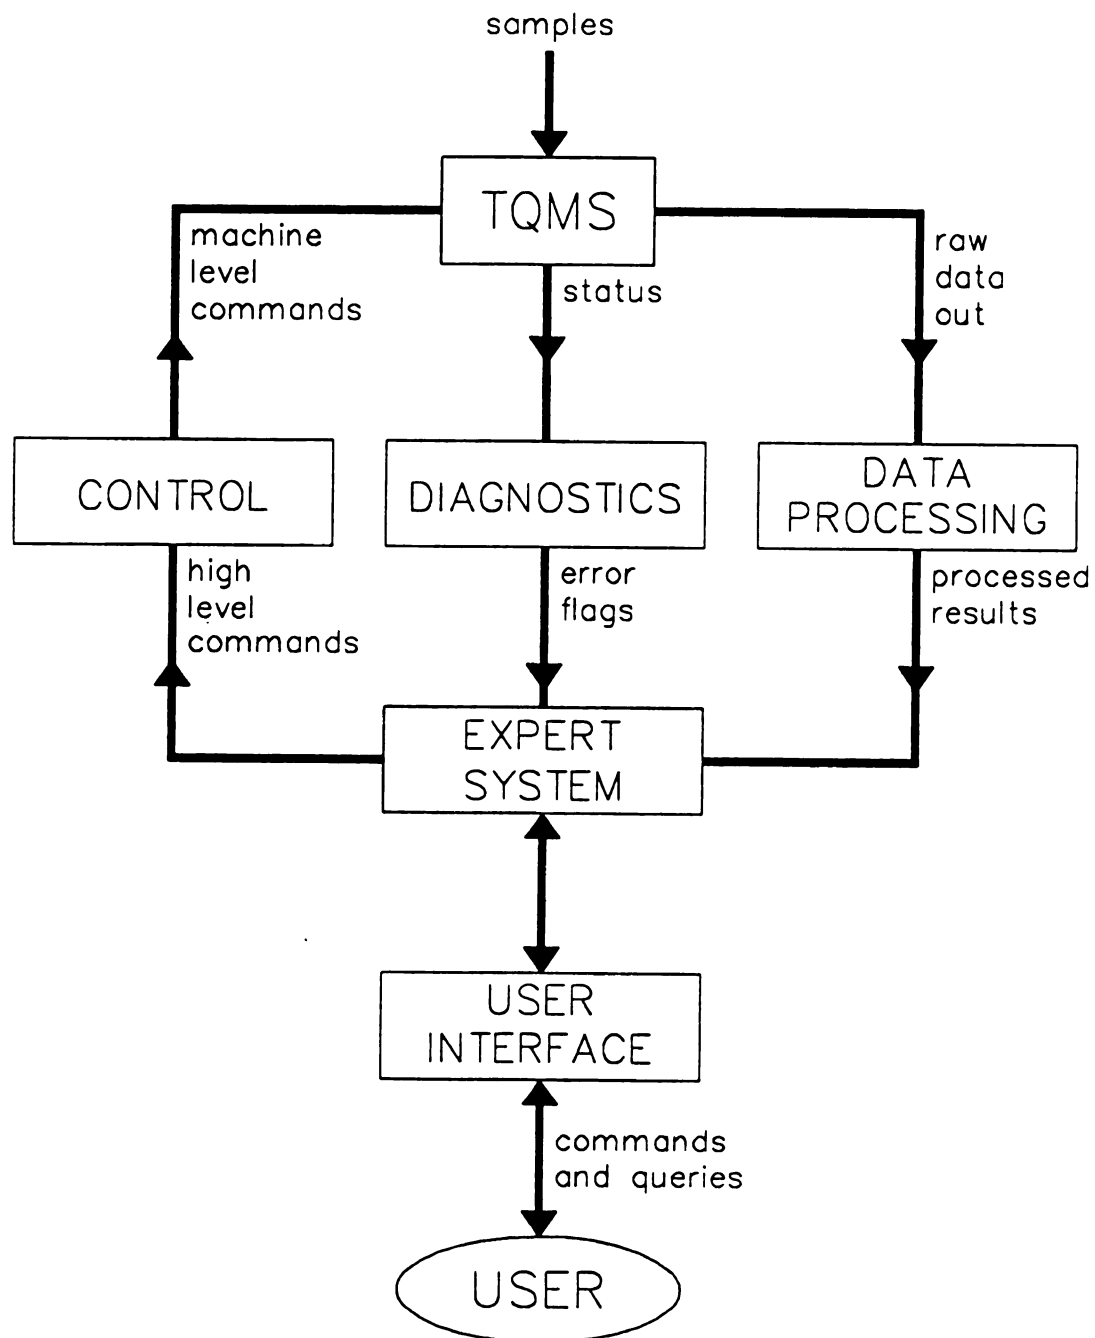 samples
TQMS
machine
level
commands
status
raw
data
out
CONTROL
DIAGNOSTICS
DATA
PROCESSING
high
level
commands
error
flags
processed
results
EXPERT
SYSTEM
USER
INTERFACE
commands
and queries
USER